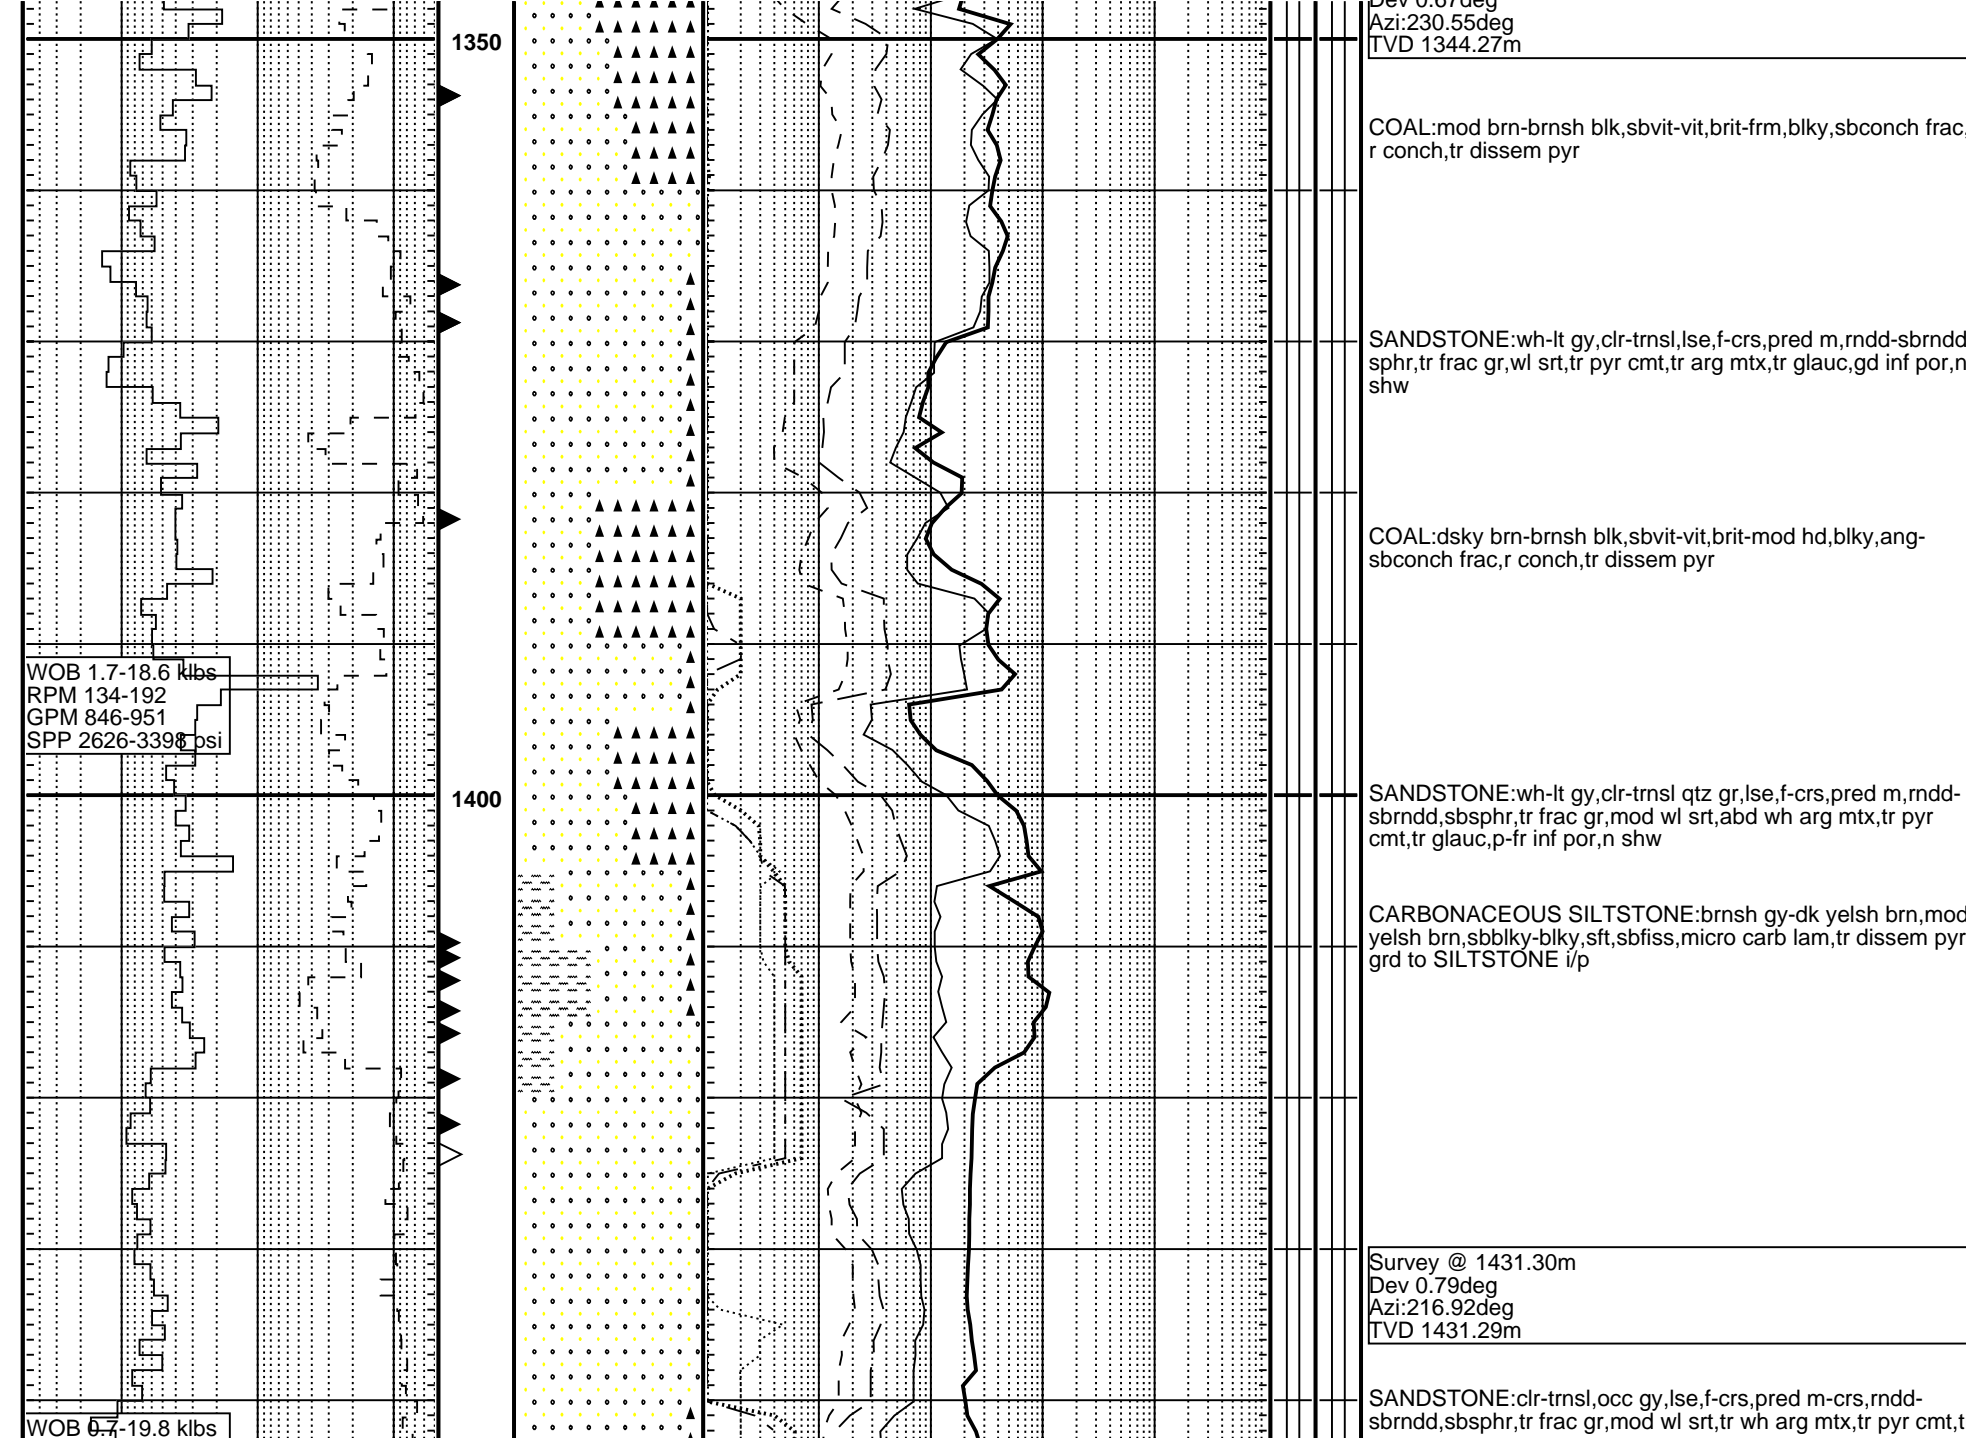 Dev 0.67deg
Azi:230.55deg
TVD 1344.27m
1350
COAL:mod brn-brnsh blk,sbvit-vit,brit-frm,blky,sbconch frac,
r conch,tr dissem pyr
SANDSTONE:wh-lt gy,clr-trnsl,lse,f-crs,pred m,rndd-sbrndd
sphr,tr frac gr,wl srt,tr pyr cmt,tr arg mtx,tr glauc,gd inf por,n
shw
COAL:dsky brn-brnsh blk,sbvit-vit,brit-mod hd,blky,ang-
sbconch frac,r conch,tr dissem pyr
WOB 1.7-18.6 klbs
RPM 134-192
GPM 846-951
SPP 2626-3398 psi
1400
SANDSTONE:wh-lt gy,clr-trnsl qtz gr,lse,f-crs,pred m,rndd-
sbrndd,sbsphr,tr frac gr,mod wl srt,abd wh arg mtx,tr pyr
cmt,tr glauc,p-fr inf por,n shw
CARBONACEOUS SILTSTONE:brnsh gy-dk yelsh brn,mod
yelsh brn,sbblky-blky,sft,sbfiss,micro carb lam,tr dissem pyr
grd to SILTSTONE i/p
Survey @ 1431.30m
Dev 0.79deg
Azi:216.92deg
TVD 1431.29m
SANDSTONE:clr-trnsl,occ gy,lse,f-crs,pred m-crs,rndd-
sbrndd,sbsphr,tr frac gr,mod wl srt,tr wh arg mtx,tr pyr cmt,t
WOB 0.7-19.8 klbs